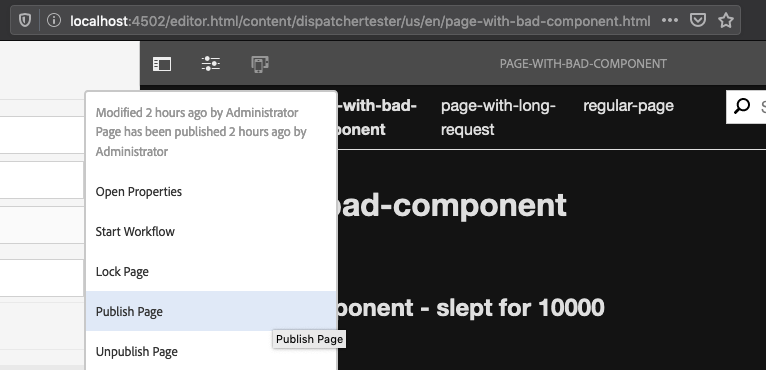 localhost:4502/editor.html/content/dispatchertester/us/en/page-with-bad-component.html
PAGE-WITH-BAD-COMPONENT
Modified 2 hours ago by Administrator
Page has been published 2 hours ago by
Administrator
Open Properties
Start Workflow
Lock Page
Publish Page
Unpublish Page
Publish Page
-with-bad-
ponent
page-with-long-
request
regular-page
S
bad-component
ponent - slept for 10000